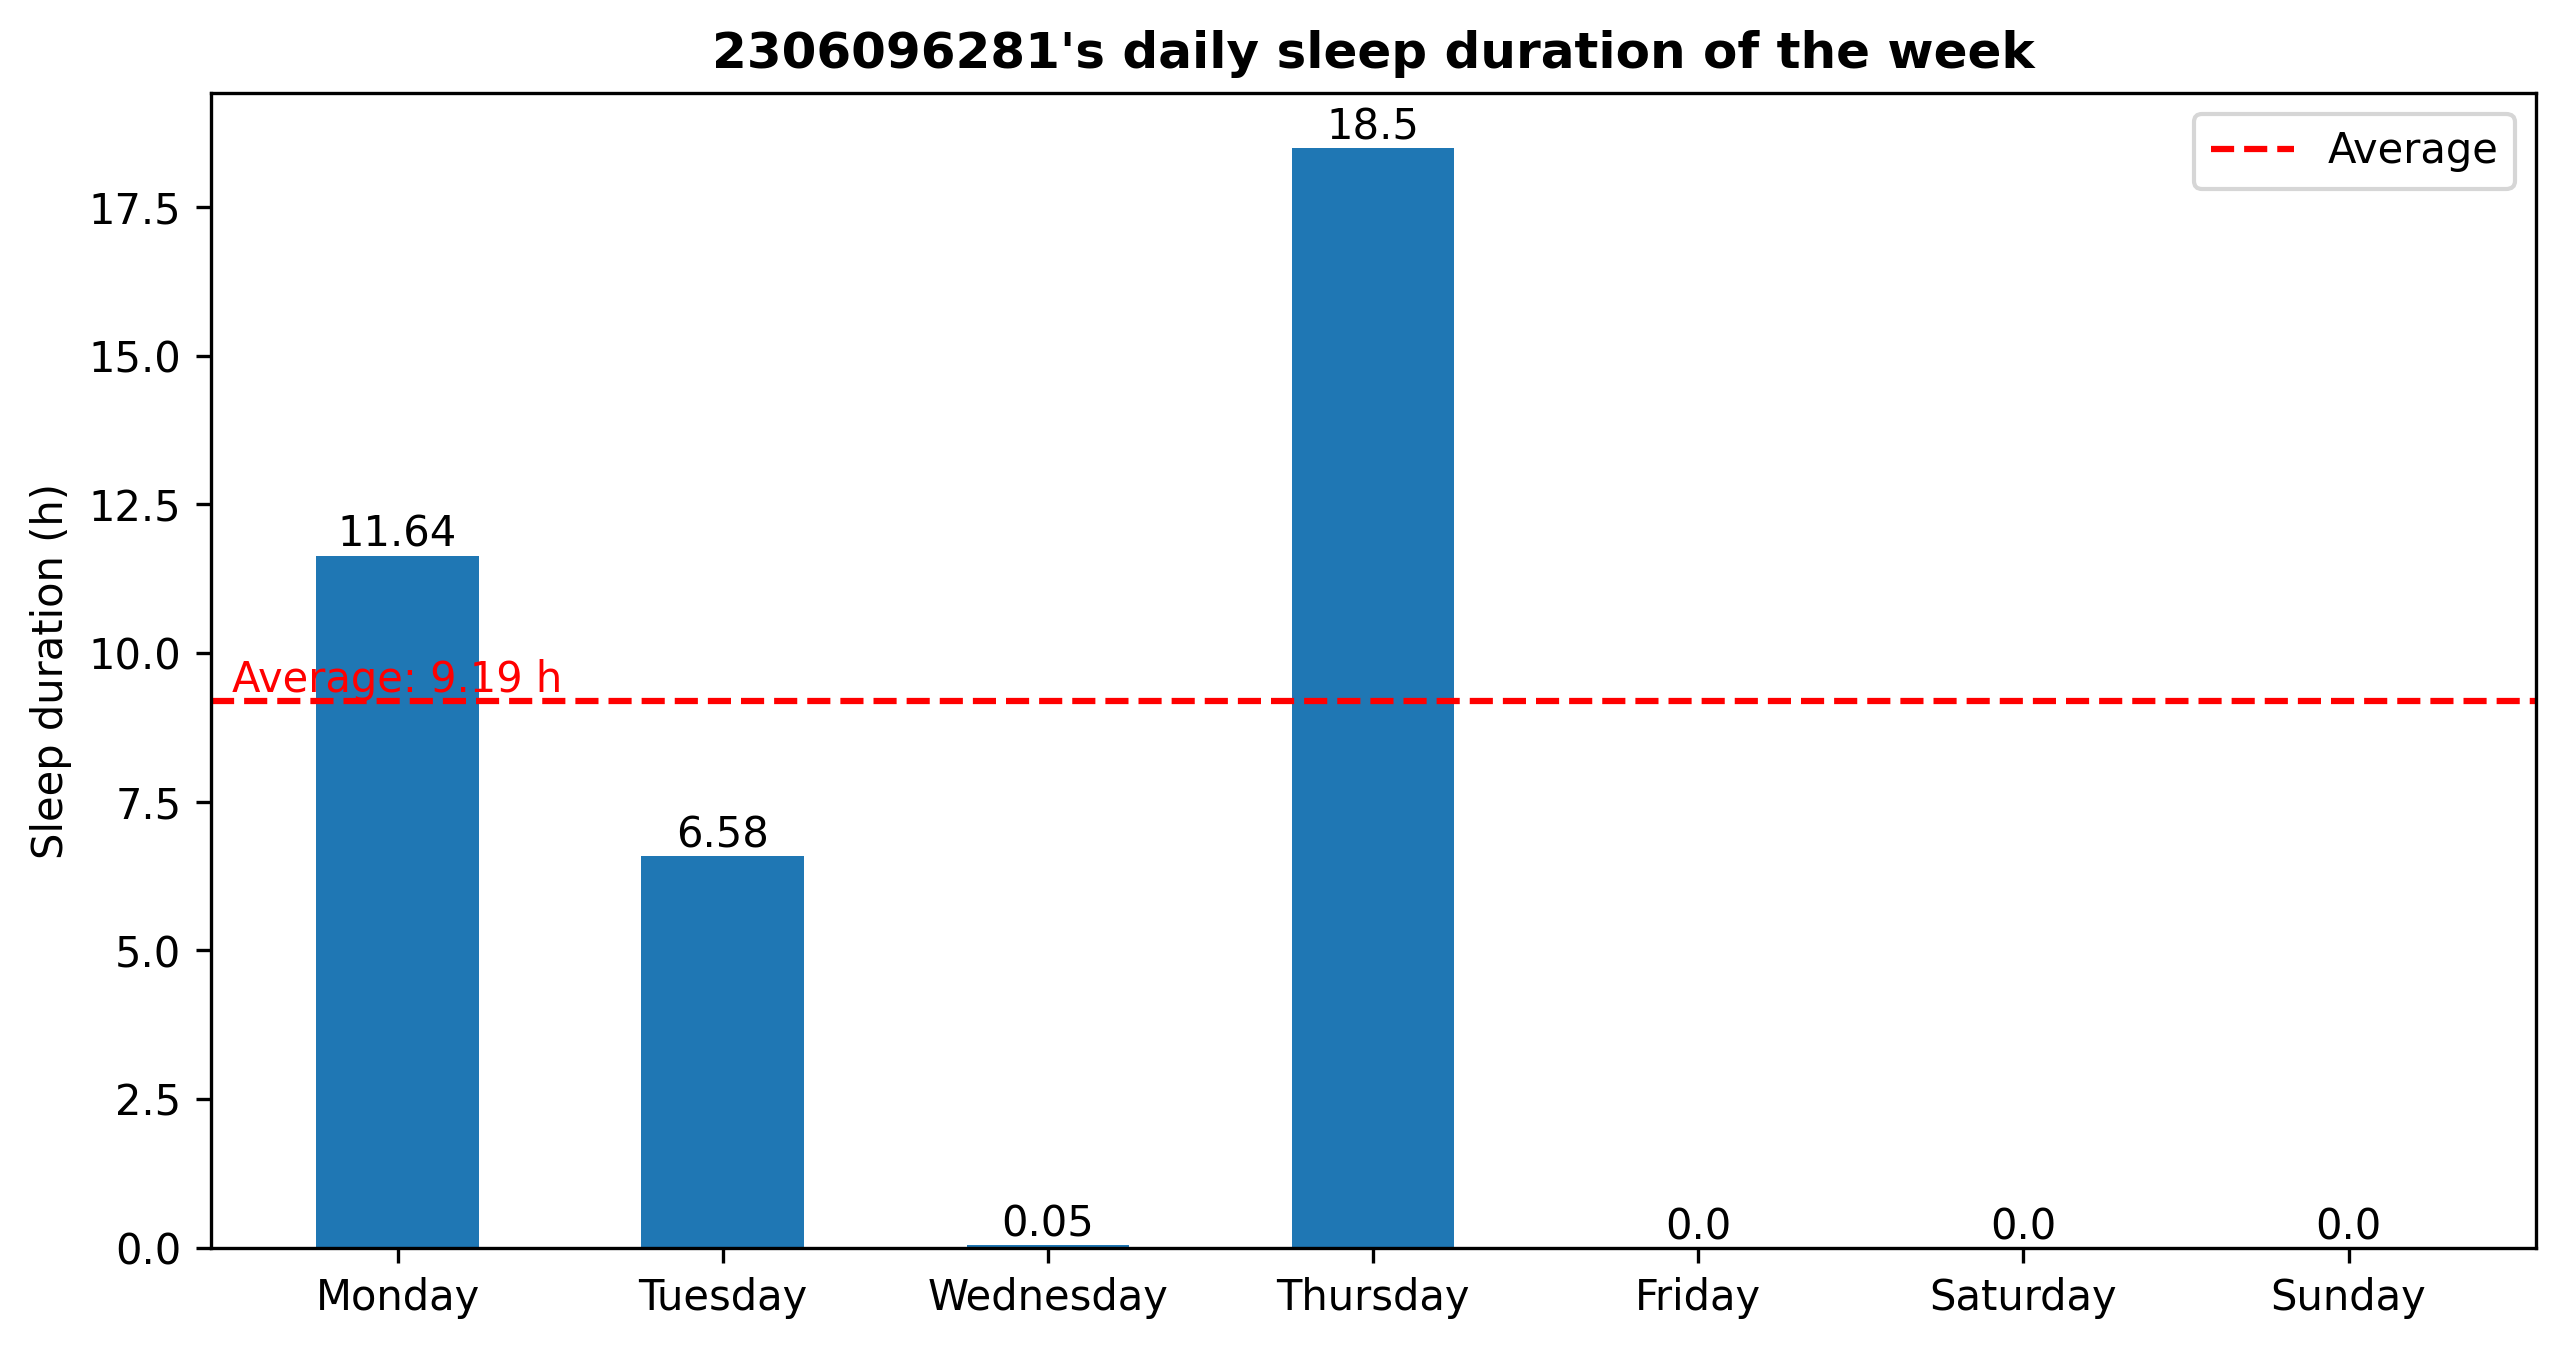 2306096281's daily sleep duration of the week
Average
Sleep duration (h)
17.5
15.0
12.5
10.0
7.5
5.0
2.5
0.0
18.5
11.64
Average: 9.19 h
6.58
0.05
0.0
0.0
0.0
Monday
Tuesday
Wednesday
Thursday
Friday
Saturday
Sunday